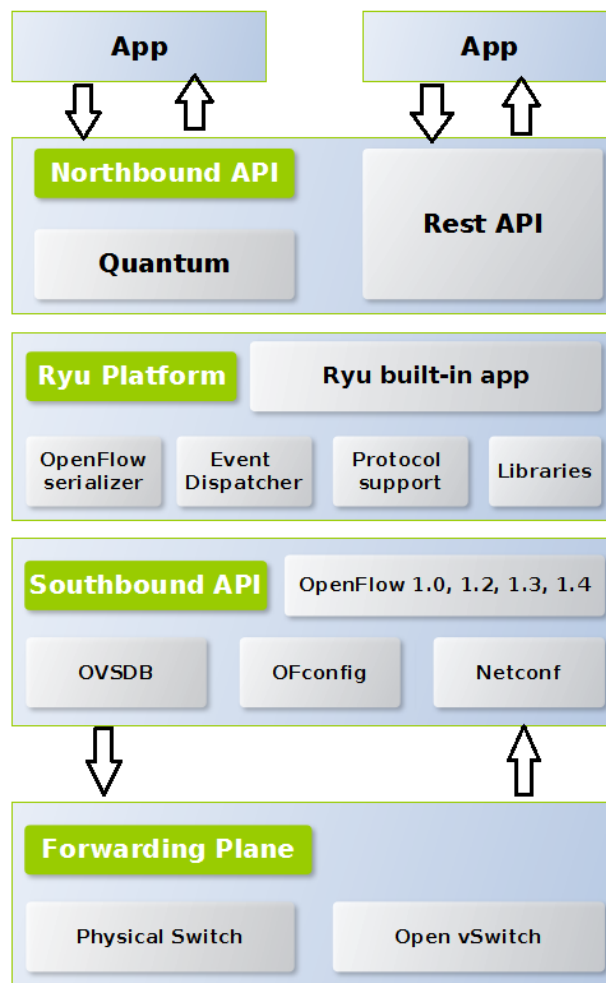 App
App
Northbound API
Quantum
Rest API
Ryu Platform
Ryu built-in app
OpenFlow
serializer
Event
Dispatcher
Protocol
support
Libraries
Southbound API
OpenFlow 1.0, 1.2, 1.3, 1.4
OVSDB
OFconfig
Netconf
Forwarding Plane
Physical Switch
Open vSwitch